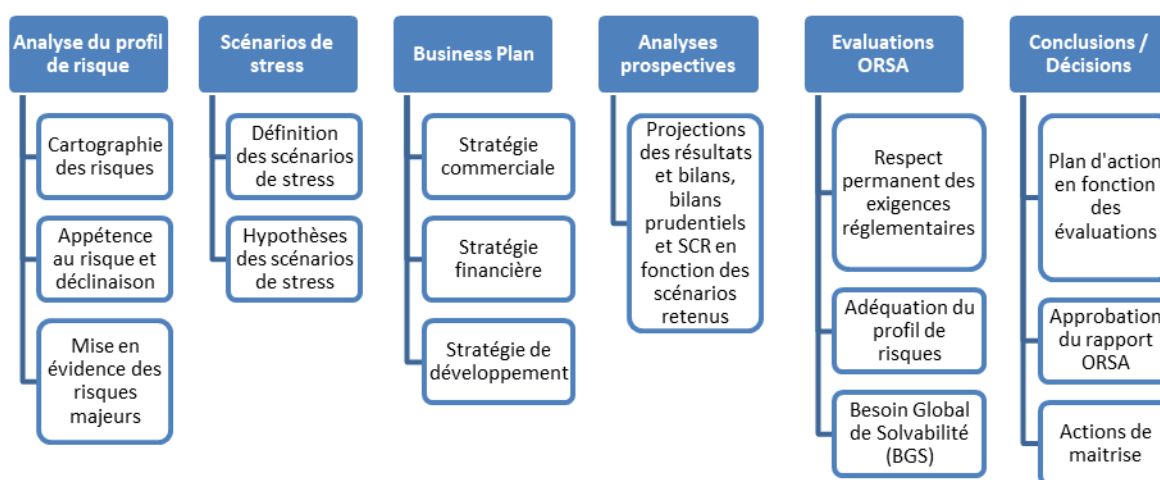 Analyse du profil
de risque
Cartographie
des risques
Appétence
au risque et
déclinaison
Mise en
évidence des
risques
majeurs
Scénarios de
stress
Définition
des scénarios
de stress
Hypothèses
des scénarios
de stress
Business Plan
Stratégie
commerciale
Stratégie
financière
Stratégie de
développement
Analyses
prospectives
Projections
des résultats
et bilans,
bilans
prudentiels
et SCR en
fonction des
scénarios
retenus
Evaluations
ORSA
Respect
permanent des
exigences
réglementaires
Adéquation du
profil de
risques
Besoin Global
de Solvabilité
(BGS)
Conclusions /
Décisions
Plan d'action
en fonction
des
évaluations
Approbation
du rapport
ORSA
Actions de
maitrise